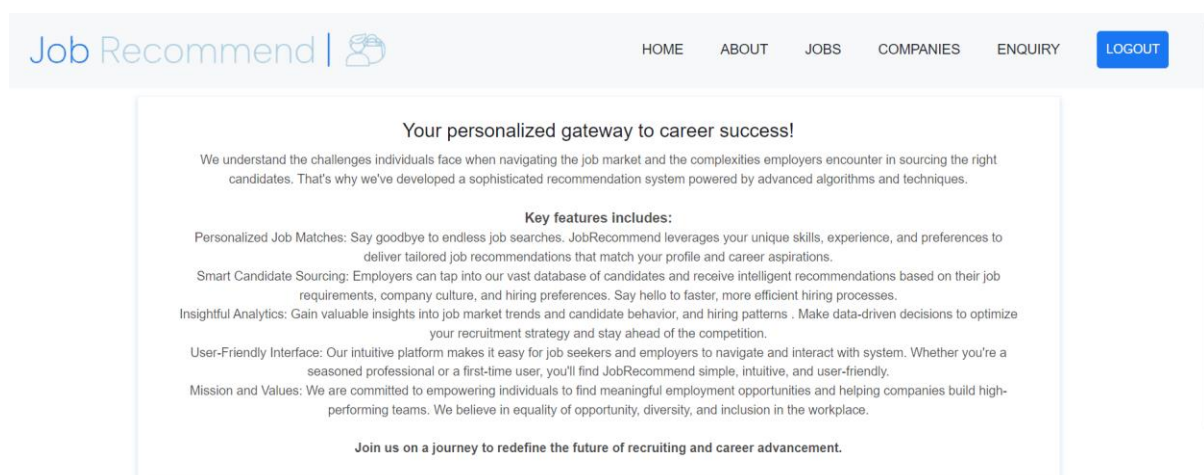 Job Recommend
HOME ABOUT JOBS COMPANIES ENQUIRY LOGOUT
Your personalized gateway to career success!
We understand the challenges individuals face when navigating the job market and the complexities employers encounter in sourcing the right
candidates. That's why we've developed a sophisticated recommendation system powered by advanced algorithms and techniques.
Key features includes:
Personalized Job Matches: Say goodbye to endless job searches. JobRecommend leverages your unique skills, experience, and preferences to
deliver tailored job recommendations that match your profile and career aspirations.
Smart Candidate Sourcing: Employers can tap into our vast database of candidates and receive intelligent recommendations based on their job
requirements, company culture, and hiring preferences. Say hello to faster, more efficient hiring processes.
Insightful Analytics: Gain valuable insights into job market trends and candidate behavior, and hiring patterns . Make data-driven decisions to optimize
your recruitment strategy and stay ahead of the competition.
User-Friendly Interface: Our intuitive platform makes it easy for job seekers and employers to navigate and interact with system. Whether you're a
seasoned professional or a first-time user, you'll find JobRecommend simple, intuitive, and user-friendly.
Mission and Values: We are committed to empowering individuals to find meaningful employment opportunities and helping companies build high-
performing teams. We believe in equality of opportunity, diversity, and inclusion in the workplace.
Join us on a journey to redefine the future of recruiting and career advancement.